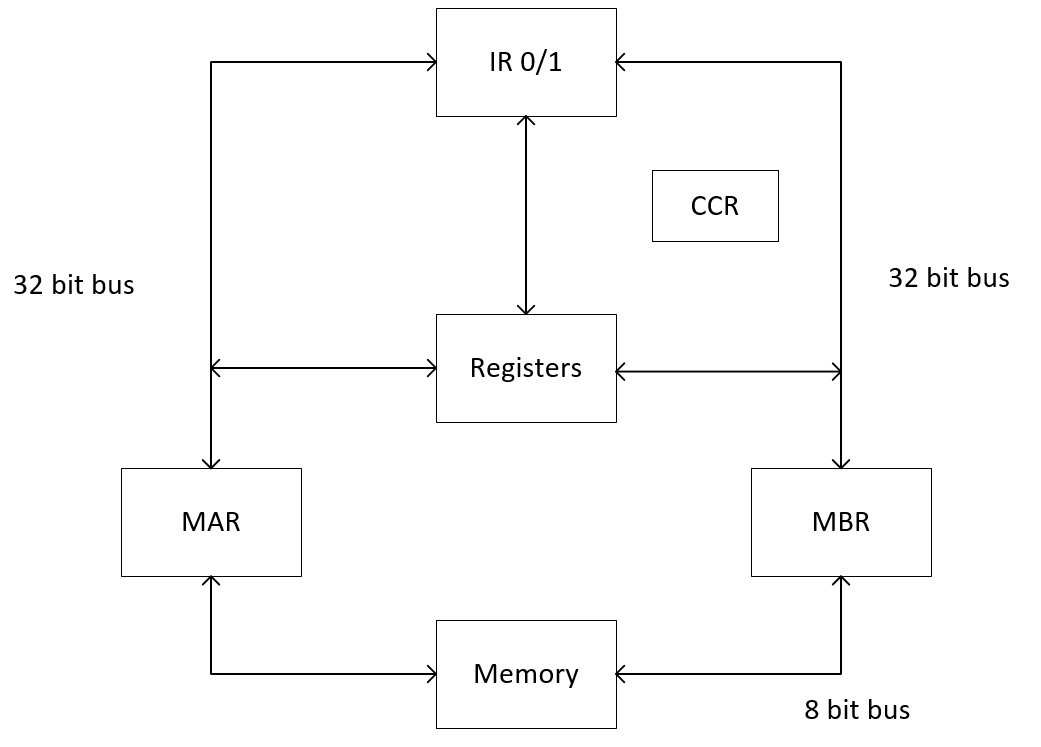 IR 0/1
CCR
32 bit bus
32 bit bus
Registers
MAR
MBR
Memory
8 bit bus